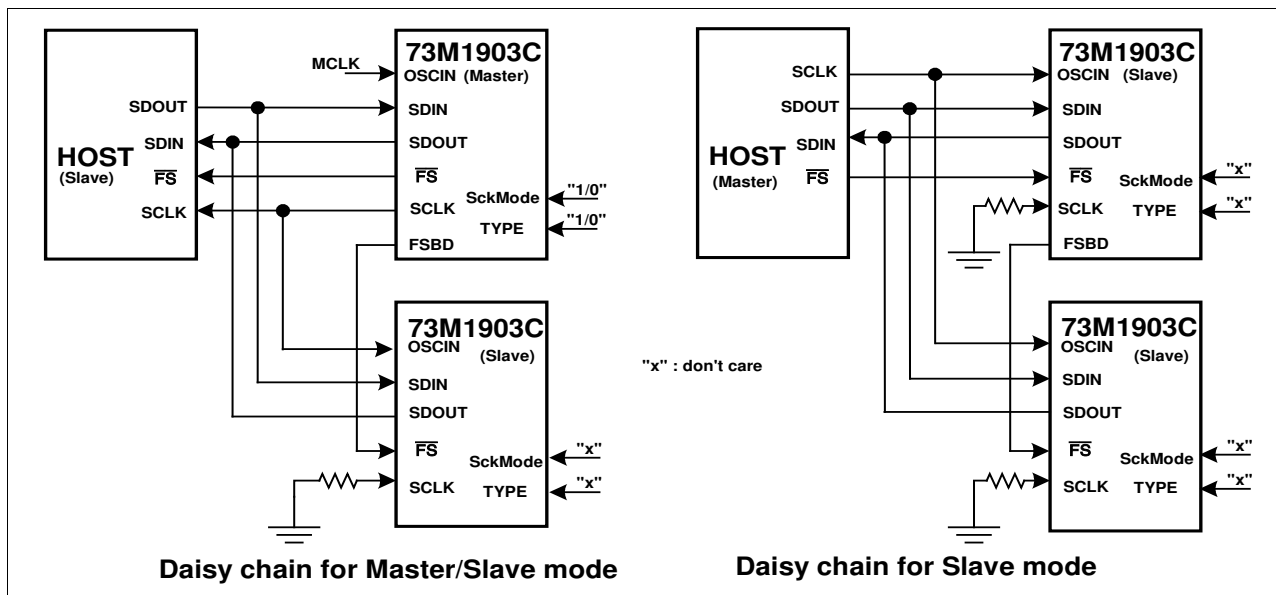 73M1903C
MCLK
OSCIN (Master)
SDOUT
SDIN
SDIN
SDOUT
HOST
(Slave)
FS
FS
"1/0"
SckMode
SCLK
SCLK
"1/0"
TYPE
FSBD
73M1903C
OSCIN
(Slave)
SDIN
SDOUT
FS
"x"
SckMode
SCLK
"x"
TYPE
Daisy chain for Master/Slave mode
"x" : don't care
73M1903C
SCLK
OSCIN (Slave)
SDOUT
SDIN
SDIN
SDOUT
HOST
(Master)
FS
FS
"x"
SckMode
SCLK
"x"
TYPE
FSBD
73M1903C
OSCIN
(Slave)
SDIN
SDOUT
FS
"x"
SckMode
SCLK
"x"
TYPE
Daisy chain for Slave mode